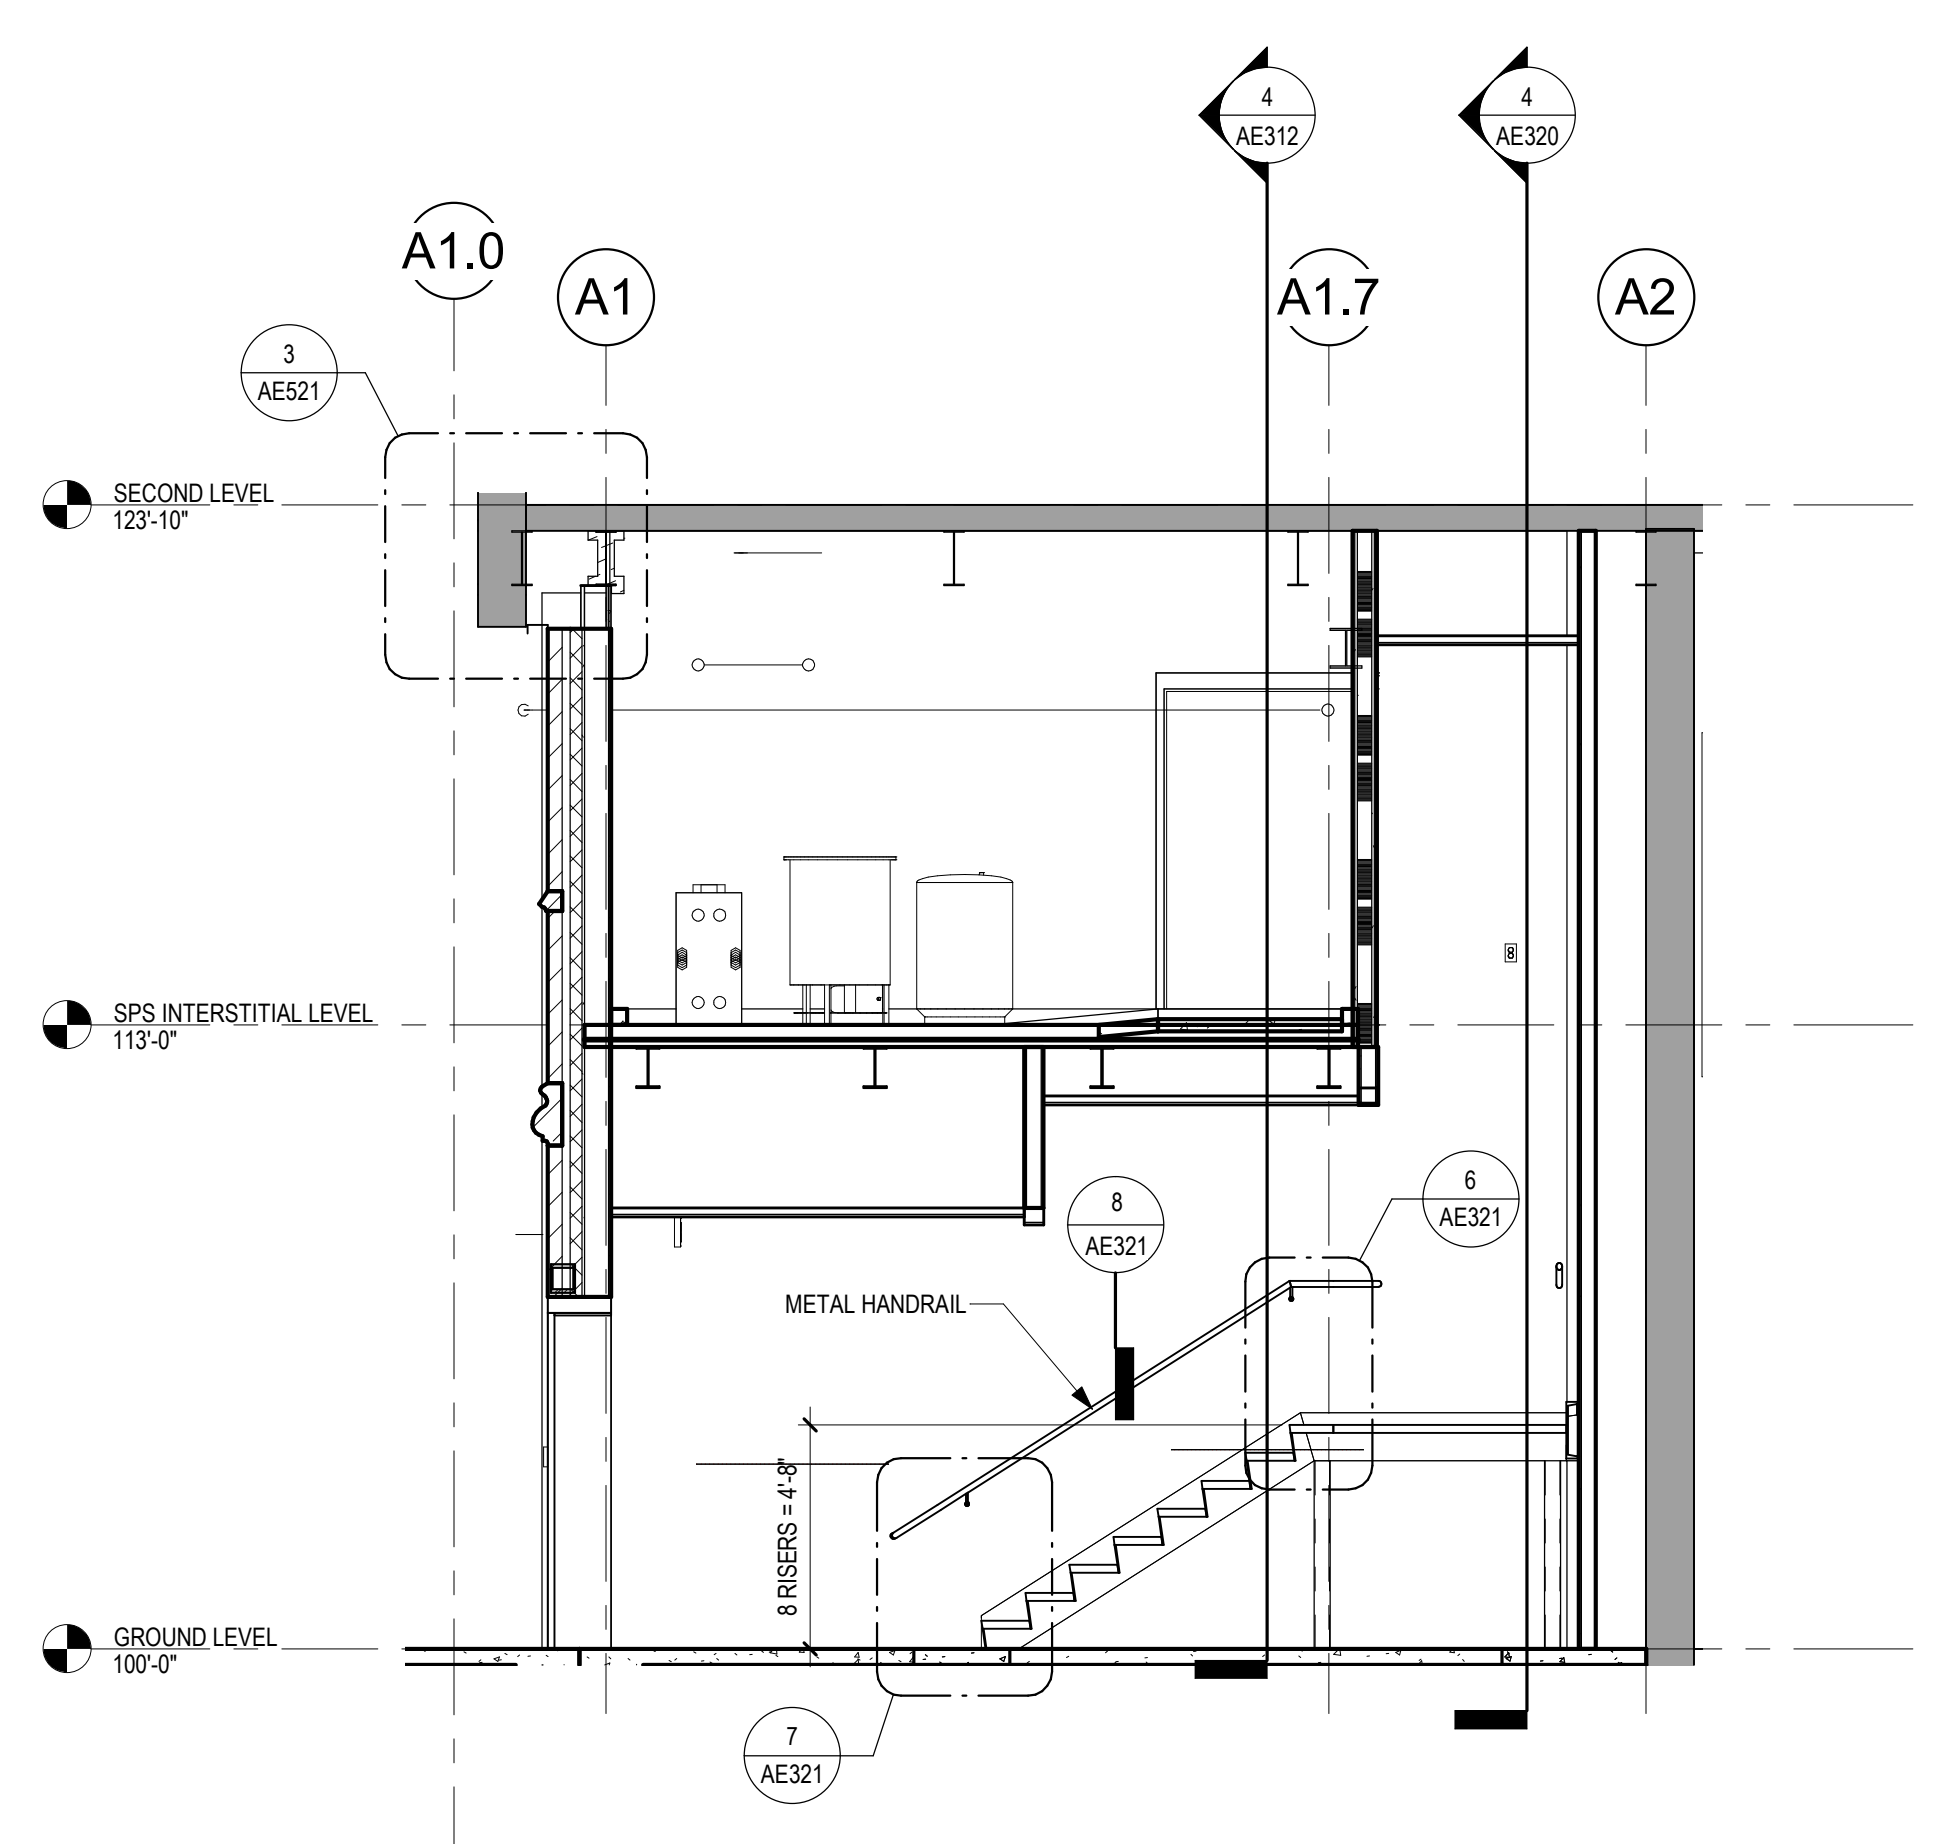 4
AE312
4
AE320
A1.0
A1
A1.7
A2
3
AE521
SECOND LEVEL
123'-10"
SPS INTERSTITIAL LEVEL
113'-0"
6
AE321
8
AE321
METAL HANDRAIL
8 RISERS = 4'-8"
GROUND LEVEL
100'-0"
7
AE321